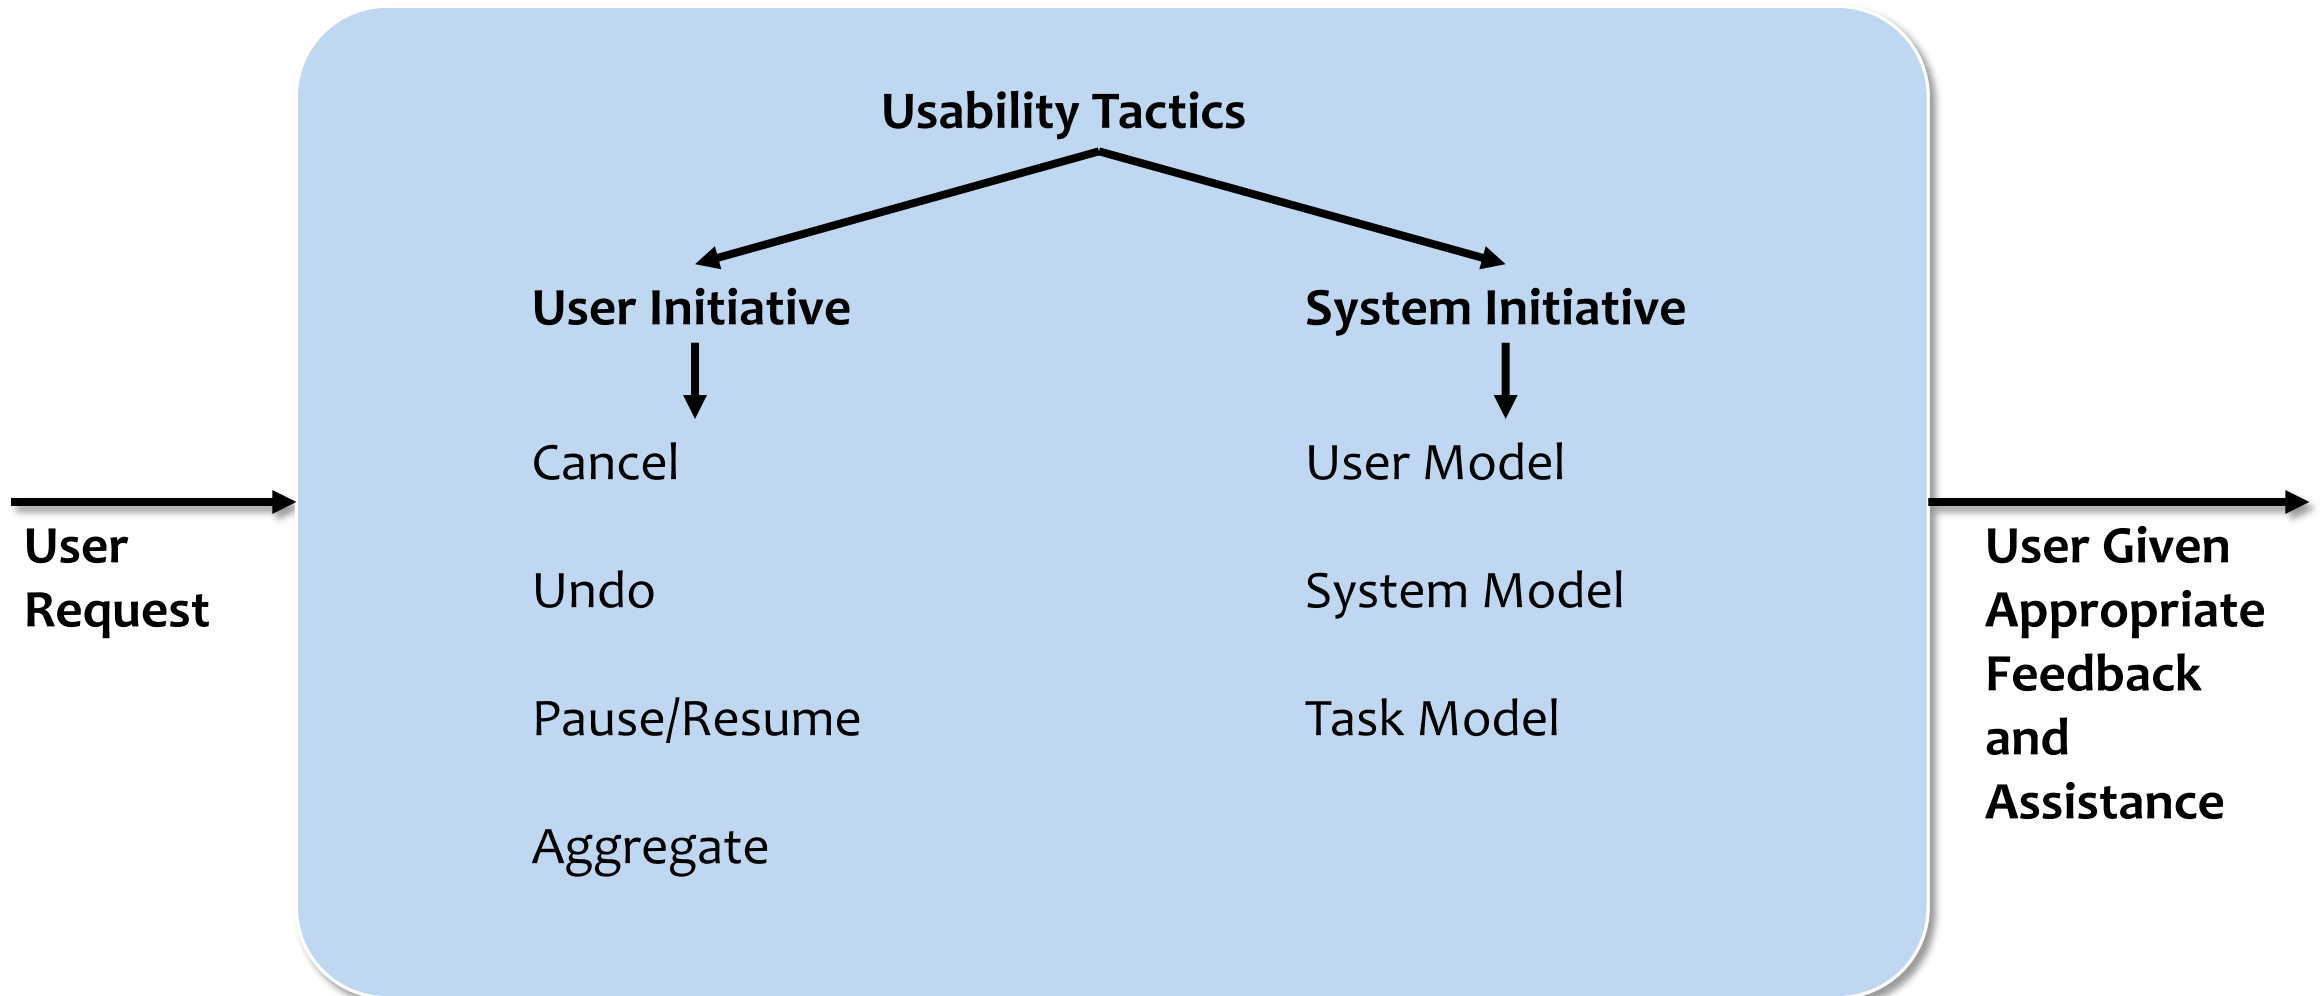 Usability Tactics
User Initiative
Cancel
Undo
Pause/Resume
Aggregate
System Initiative
User Model
System Model
Task Model
User
Request
User Given
Appropriate
Feedback
and
Assistance